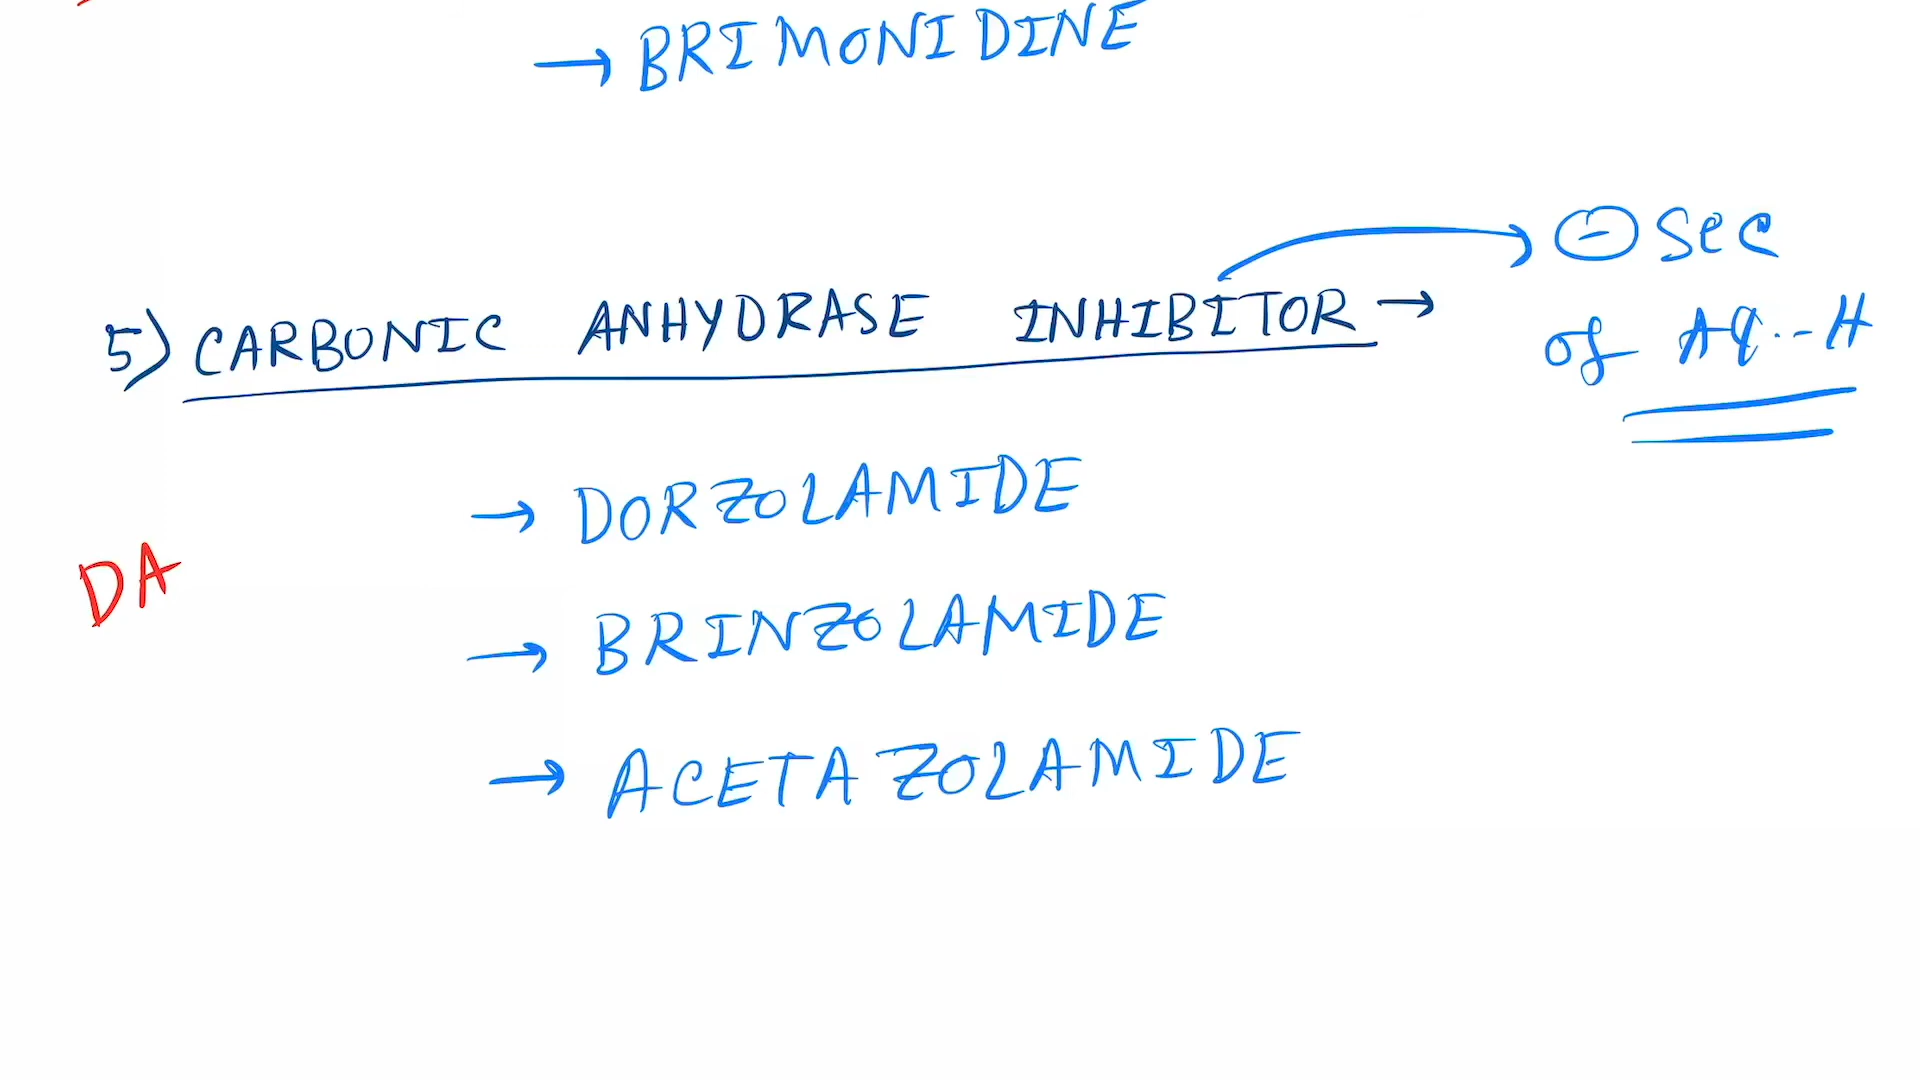 → BRIMONIDINE
5) CARBONIC ANHYDRASE INHIBITOR →
⊖ Sec
of AQ..H
→ DORZOLAMIDE
DA
→ BRINZOLAMIDE
→ ACETAZOLAMIDE